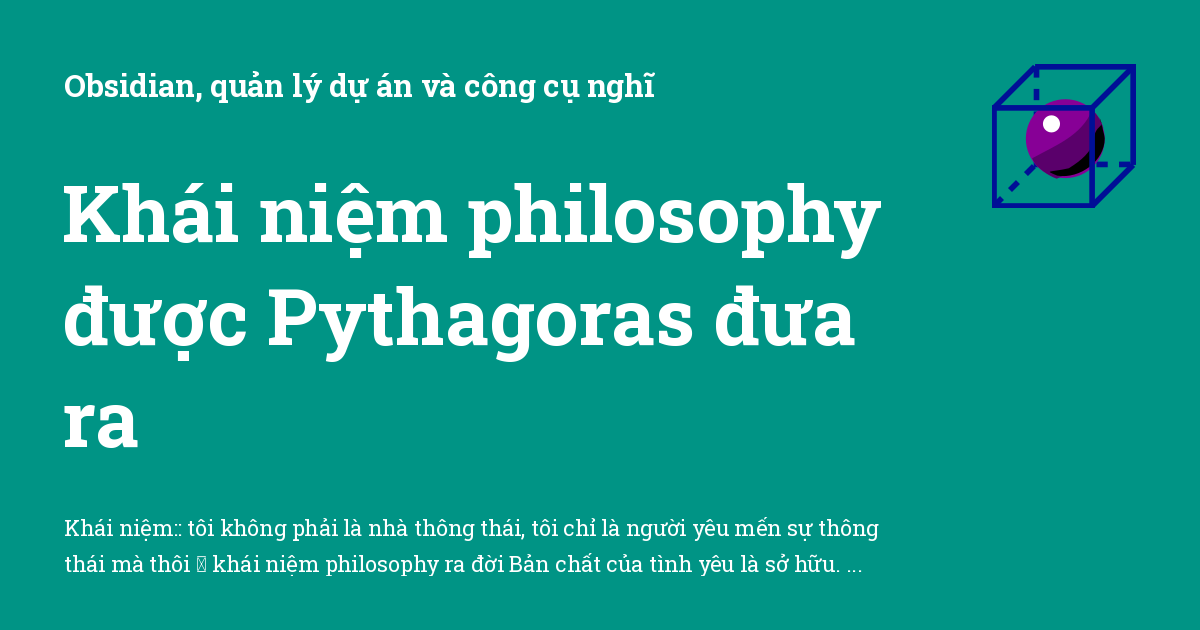 Obsidian, quản lý dự án và công cụ nghĩ
Khái niệm philosophy
được Pythagoras đưa
ra
Khái niệm:: tôi không phải là nhà thông thái, tôi chỉ là người yêu mến sự thông
thái mà thôi khái niệm philosophy ra đời Bản chất của tình yêu là sở hữu. ...